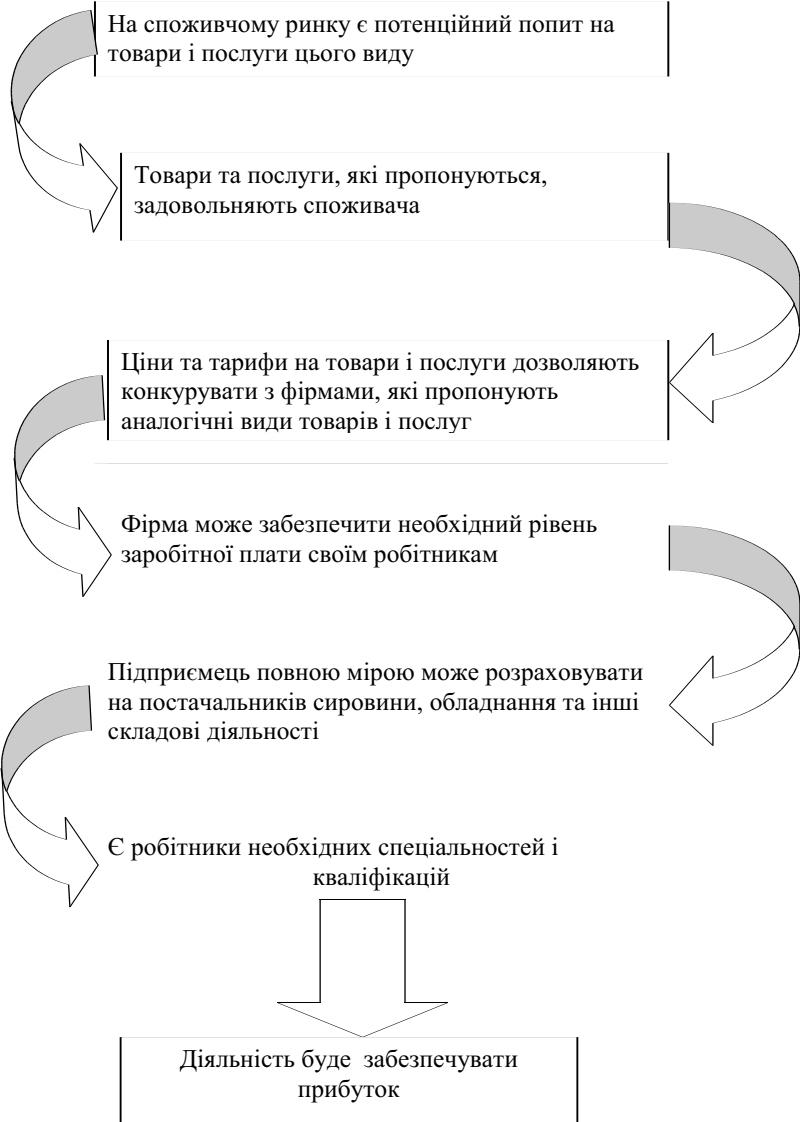 На споживчому ринку є потенційний попит на
товари і послуги цього виду
Товари та послуги, які пропонуються,
задовольняють споживача
Ціни та тарифи на товари і послуги дозволяють
конкурувати з фірмами, які пропонують
аналогічні види товарів і послуг
Фірма може забезпечити необхідний рівень
заробітної плати своїм робітникам
Підприємець повною мірою може розраховувати
на постачальників сировини, обладнання та інші
складові діяльності
Є робітники необхідних спеціальностей і
кваліфікацій
Діяльність буде забезпечувати
прибуток